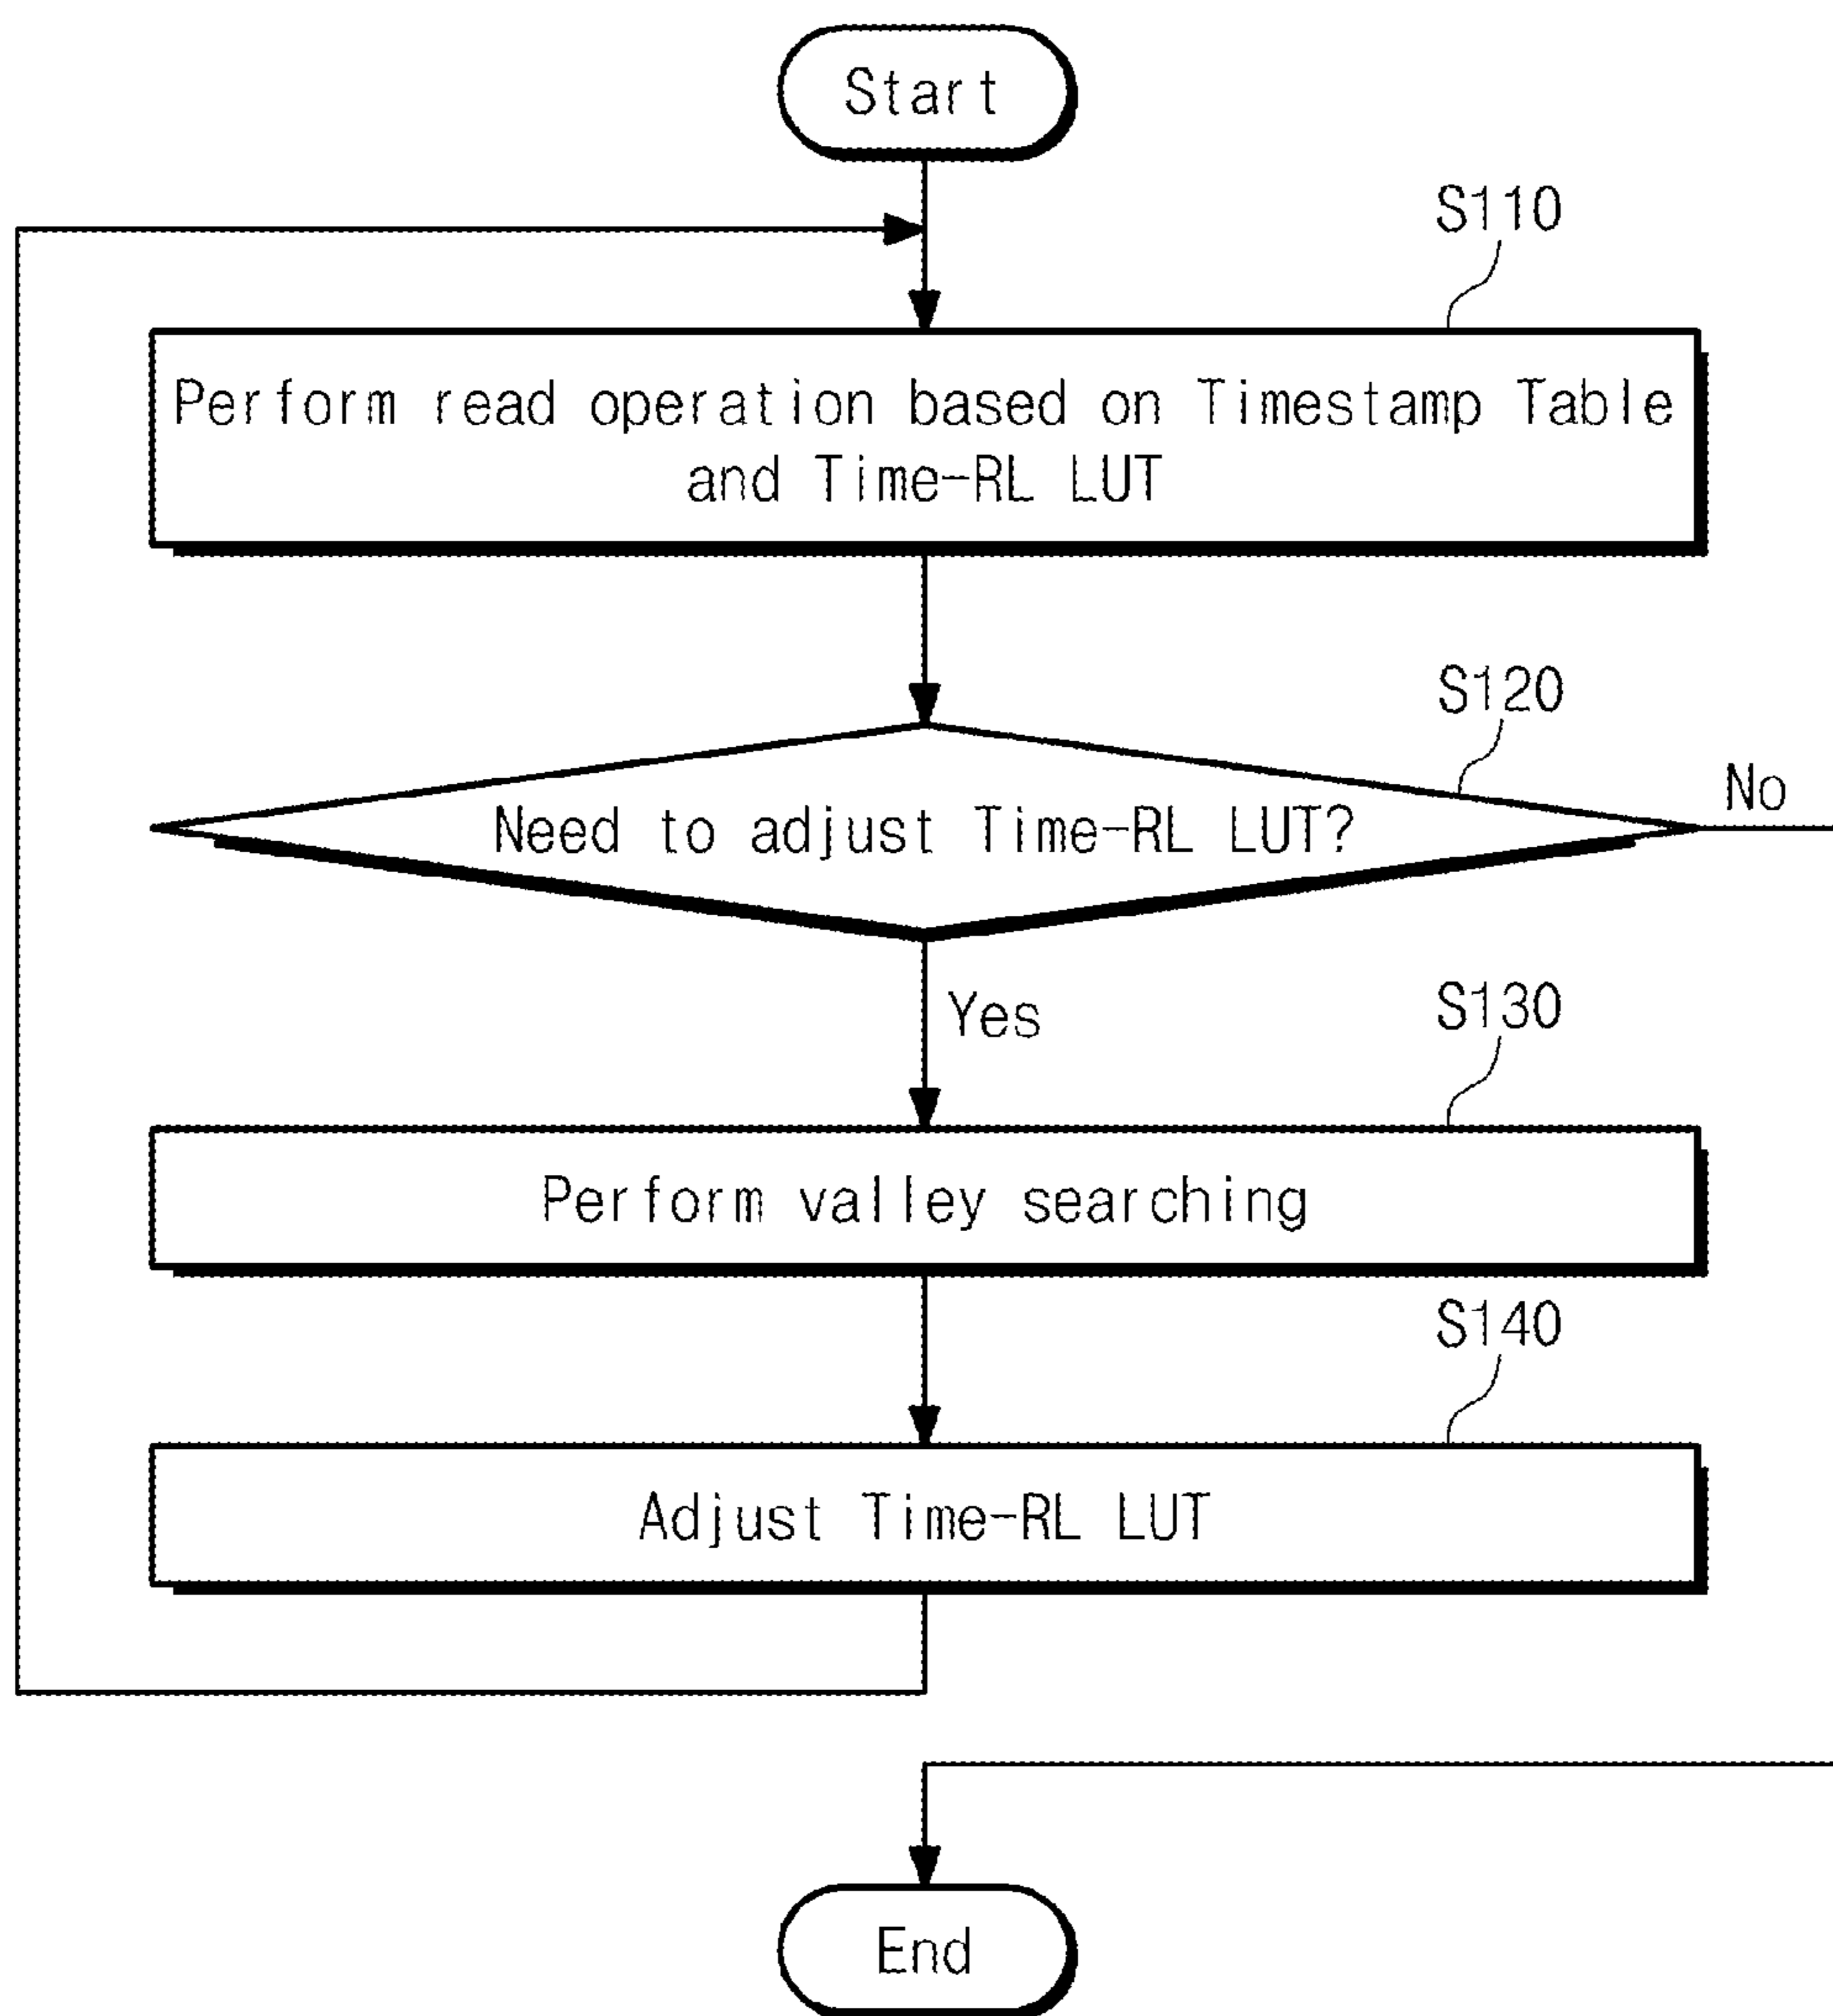 Start
S110
Perform read operation based on Timestamp Table
and Time-RL LUT
S120
Need to adjust Time-RL LUT?
No
Yes
S130
Perform valley searching
S140
Adjust Time-RL LUT
End